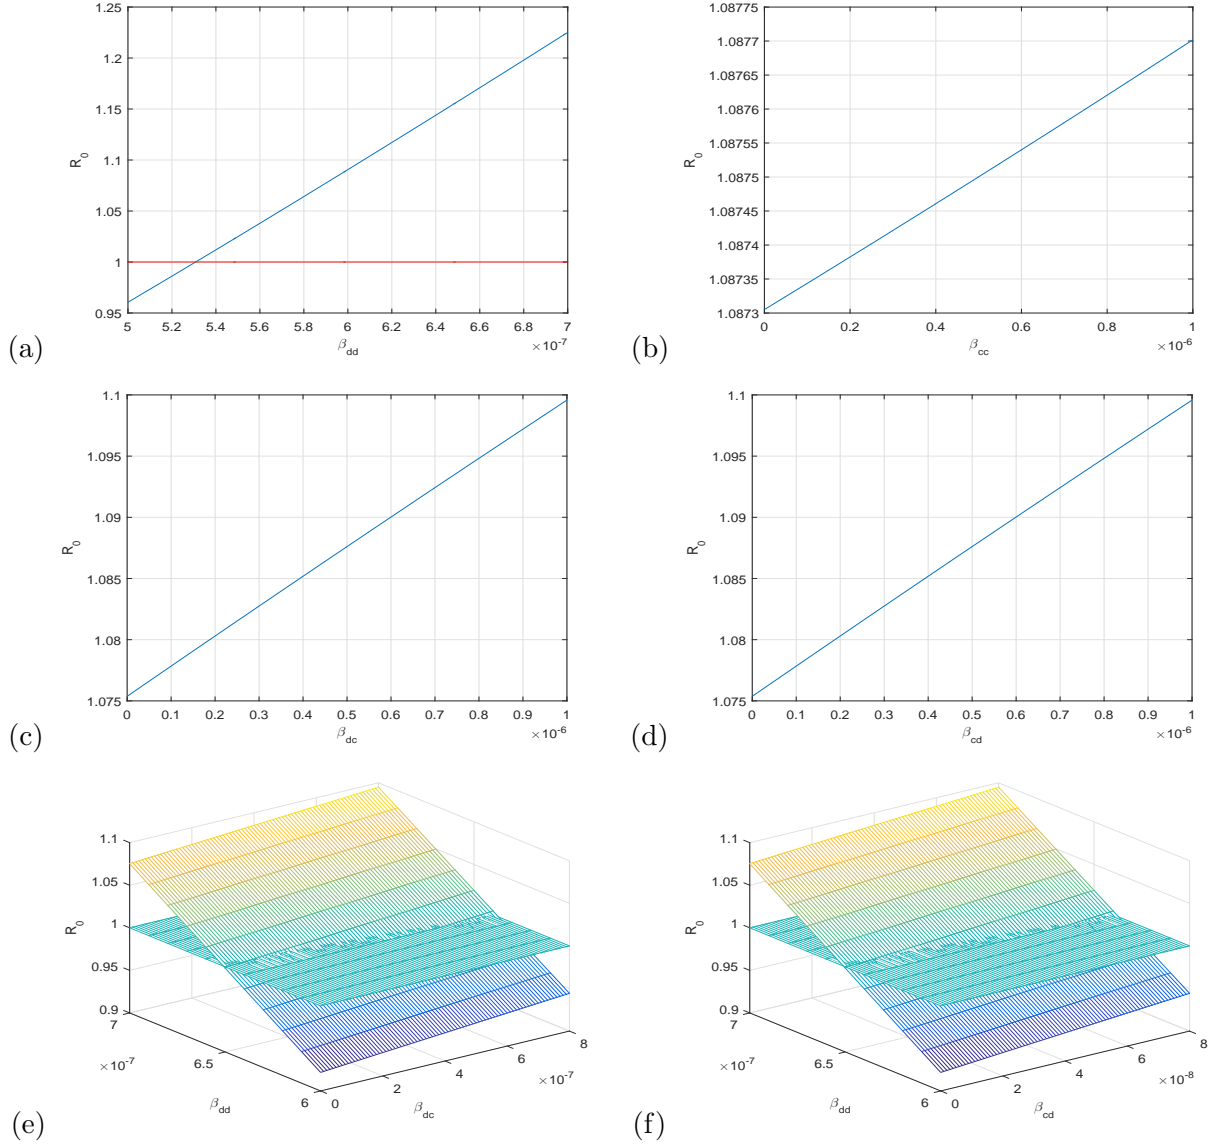 1.25
1.2
1.15
1.1
1.05
1
0.95
R0
5 5.2 5.4 5.6 5.8 6 6.2 6.4 6.6 6.8 7
βdd
×10-7
(a)
1.08775
1.0877
1.08765
1.0876
1.08755
1.0875
1.08745
1.0874
1.08735
1.0873
R0
0 0.2 0.4 0.6 0.8 1
βcc
×10-6
(b)
1.1
1.095
1.09
1.085
1.08
1.075
R0
0 0.1 0.2 0.3 0.4 0.5 0.6 0.7 0.8 0.9 1
βdc
×10-6
(c)
1.1
1.095
1.09
1.085
1.08
1.075
R0
0 0.1 0.2 0.3 0.4 0.5 0.6 0.7 0.8 0.9 1
βcd
×10-6
(d)
1.1
1.05
1
0.95
0.9
R0
7 6.5 6
×10-7
βdd
0 2 4 6 8
×10-7
βdc
(e)
1.1
1.05
1
0.95
0.9
R0
7 6.5 6
×10-7
βdd
0 2 4 6 8
×10-8
βcd
(f)